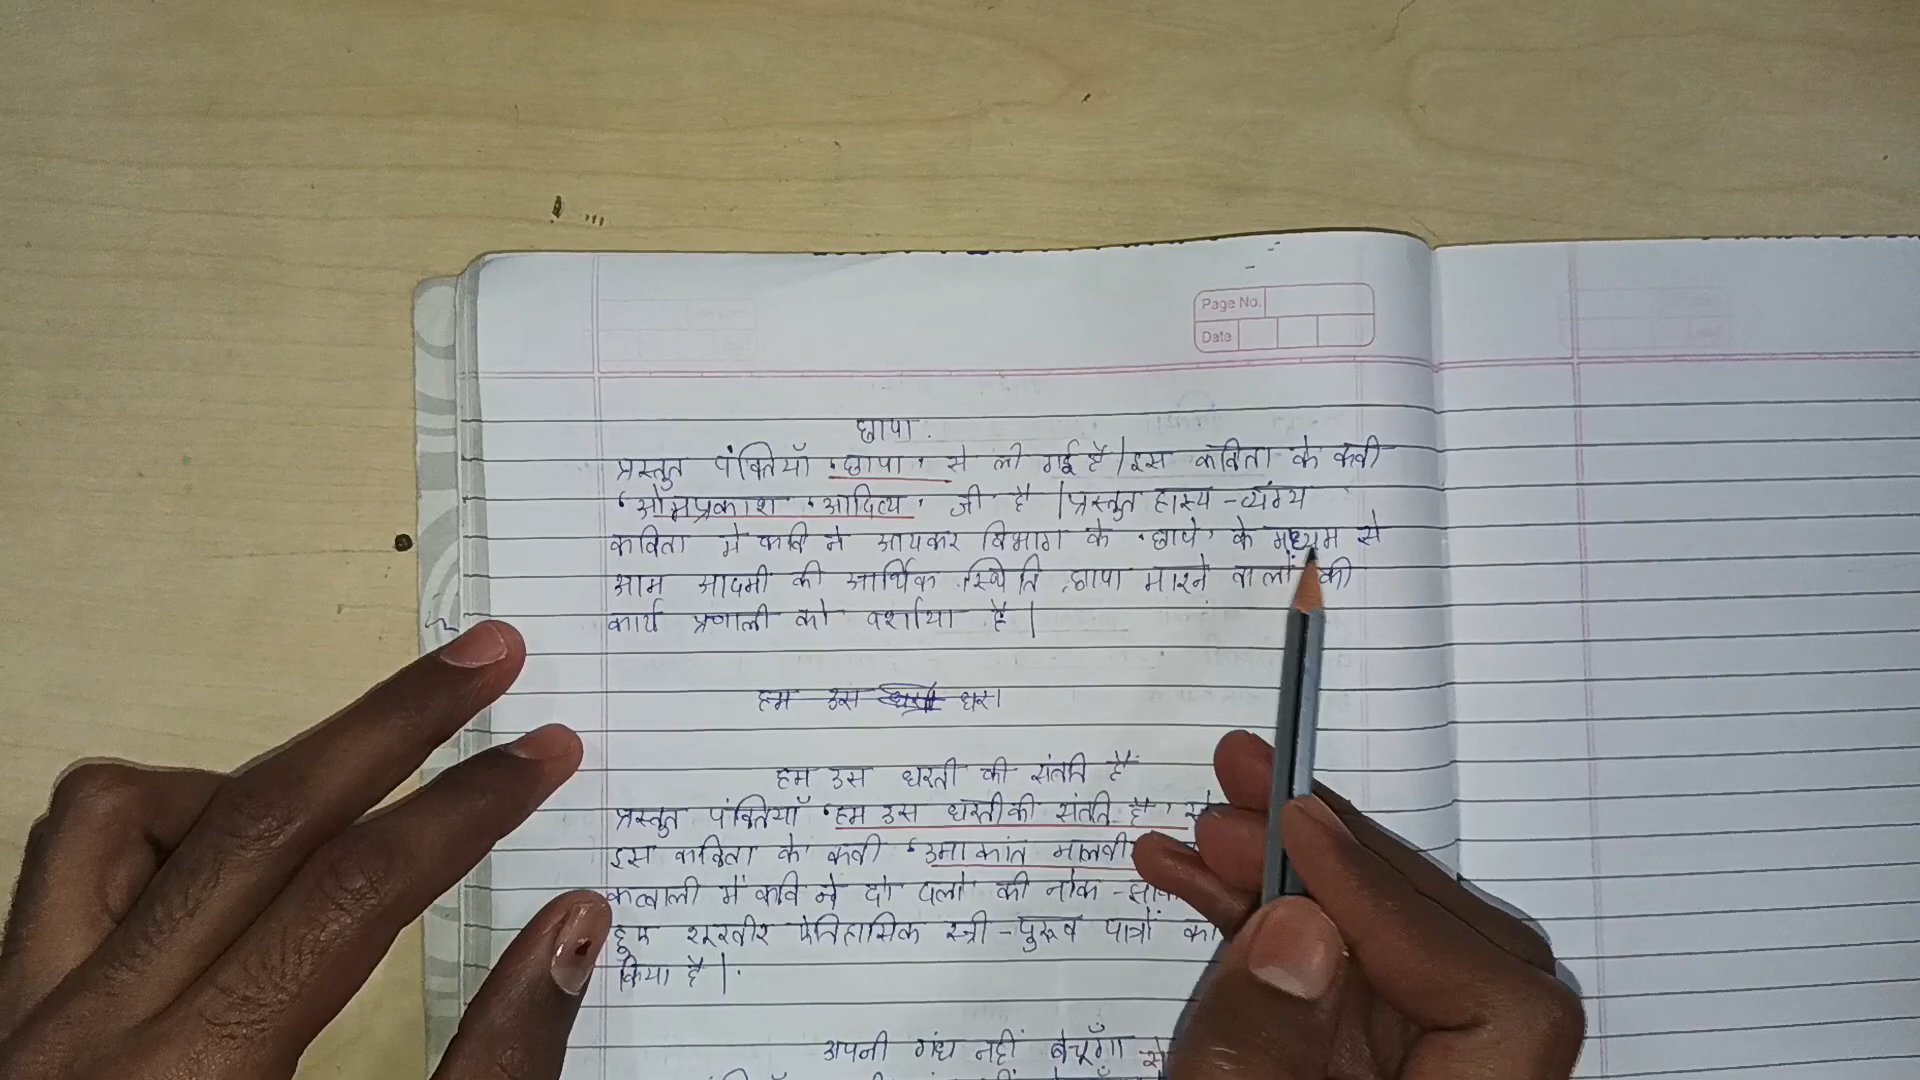 Page No.
Date
छापा.
प्रस्तुत पंक्तियाँ 'छापा' से ली गई है। इस कविता के कवी
'ओमप्रकाश 'आदित्य' जी है। प्रस्तुत हास्य-व्यंग्य
कविता में कवि ने आयकर विभाग के 'छापे' के मध्यम से
आम आदमी की आर्थिक स्थिति, छापा मारने वालों की
कार्य प्रणाली को दर्शाया है।
हम उस धरा
हम उस धरती की संतति है
प्रस्तुत पंक्तियाँ 'हम उस धरती की संतति है' से
इस कविता के कवी 'उमाकांत मालवी
कव्वाली में कवि ने दो दलों की नोक-झोंक
हुए शूरवीर ऐतिहासिक स्त्री-पुरुष पात्रों का
किया है।
अपनी गंध नहीं बेचूँगा से